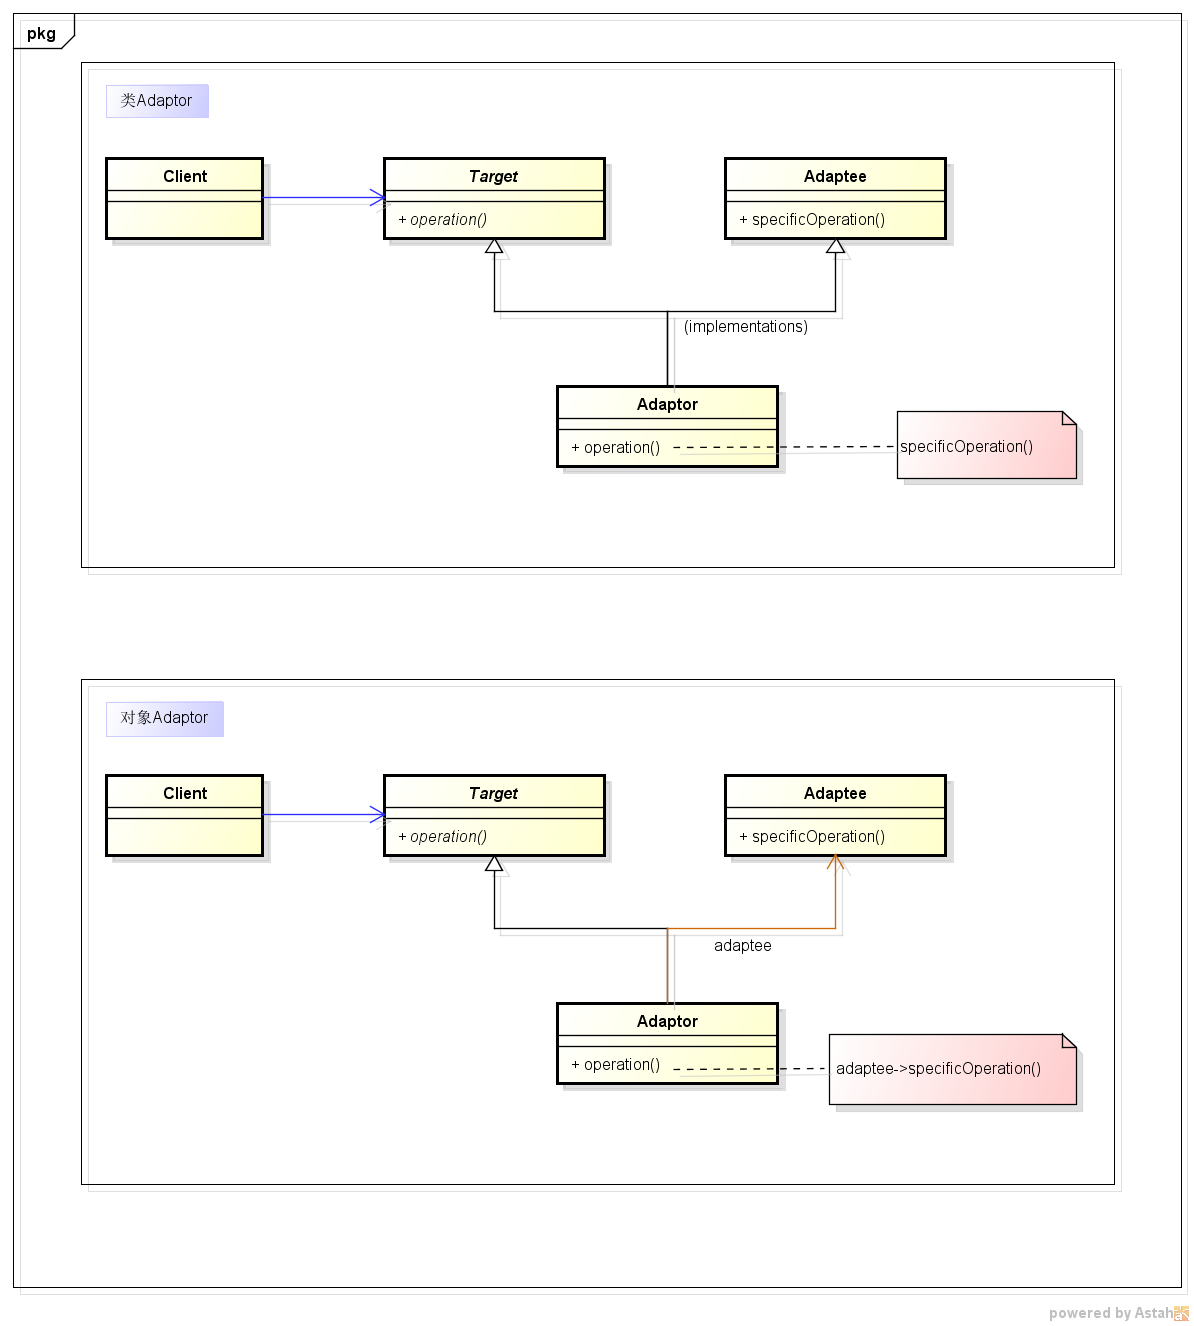 pkg
类Adaptor
Client
Target
Adaptee
+ operation()
+ specificOperation()
(implementations)
Adaptor
+ operation()
specificOperation()
对象Adaptor
Client
Target
Adaptee
+ operation()
+ specificOperation()
adaptee
Adaptor
+ operation()
adaptee->specificOperation()
powered by Astah